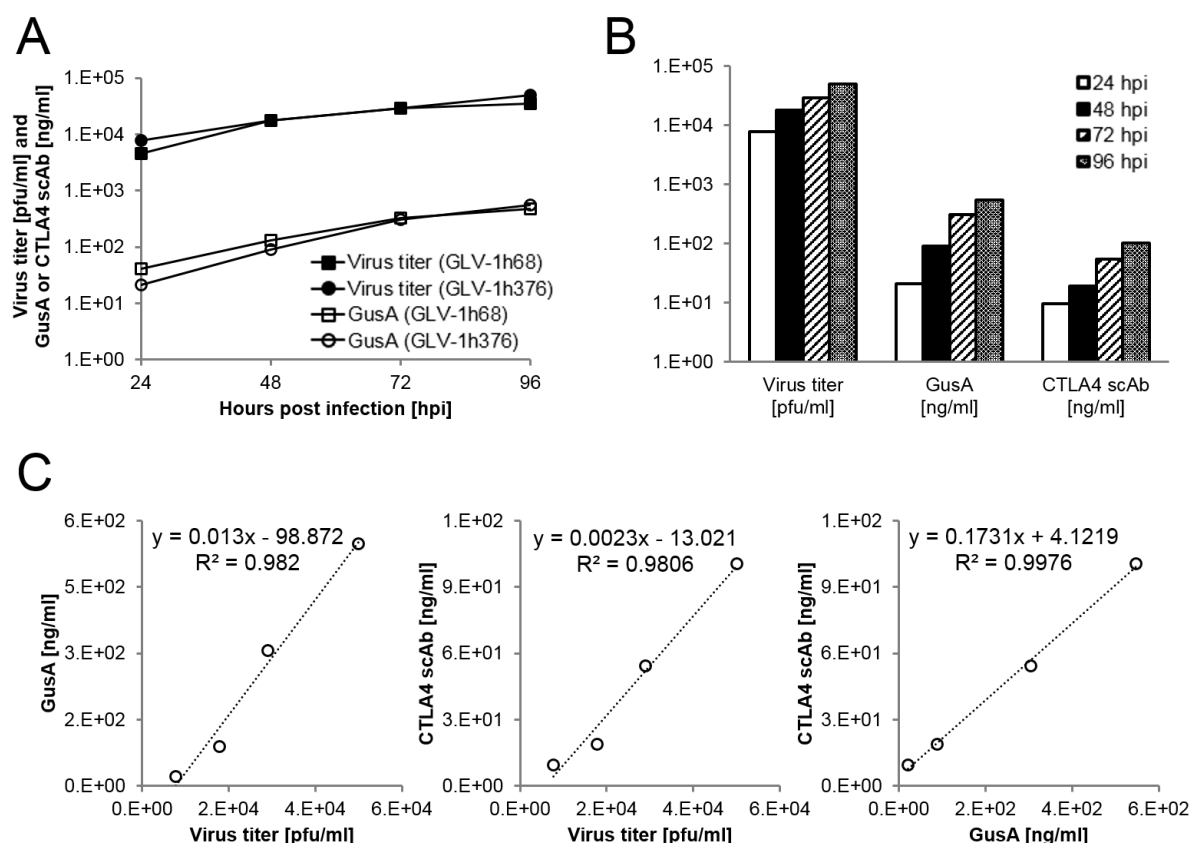 A
Virus titer [pfu/ml] and
GusA or CTLA4 scAb [ng/ml]
1.E+05
1.E+04
1.E+03
1.E+02
1.E+01
1.E+00
Virus titer (GLV-1h68)
Virus titer (GLV-1h376)
GusA (GLV-1h68)
GusA (GLV-1h376)
24 48 72 96
Hours post infection [hpi]
B
1.E+05
1.E+04
1.E+03
1.E+02
1.E+01
1.E+00
24 hpi
48 hpi
72 hpi
96 hpi
Virus titer GusA CTLA4 scAb
[pfu/ml] [ng/ml] [ng/ml]
C
GusA [ng/ml]
6.E+02
5.E+02
3.E+02
2.E+02
0.E+00
y = 0.013x - 98.872
R² = 0.982
0.E+00 2.E+04 4.E+04 6.E+04
Virus titer [pfu/ml]
CTLA4 scAb [ng/ml]
1.E+02
9.E+01
6.E+01
3.E+01
0.E+00
y = 0.0023x - 13.021
R² = 0.9806
0.E+00 2.E+04 4.E+04 6.E+04
Virus titer [pfu/ml]
CTLA4 scAb [ng/ml]
1.E+02
9.E+01
6.E+01
3.E+01
0.E+00
y = 0.1731x + 4.1219
R² = 0.9976
0.E+00 2.E+02 4.E+02 6.E+02
GusA [ng/ml]